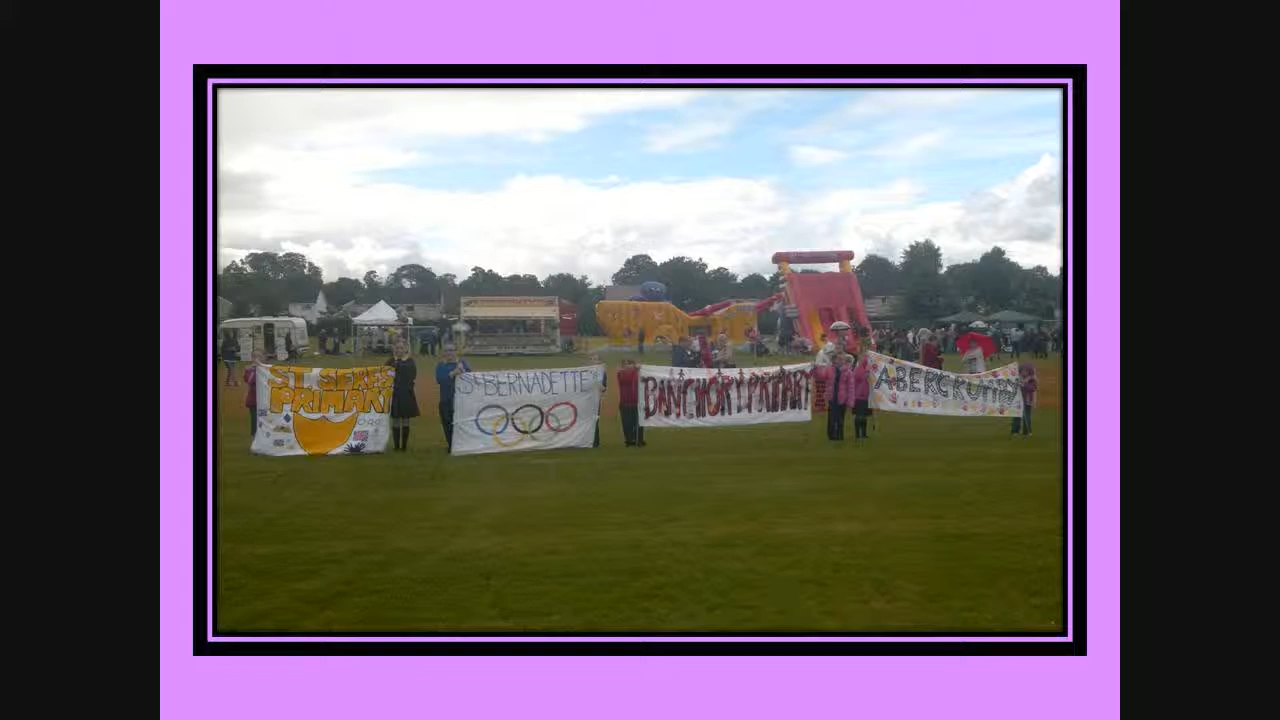 ST. SERFS
PRIMARY
St BERNADETTE'S
BANCHORY PRIMARY
ABERCROMBY